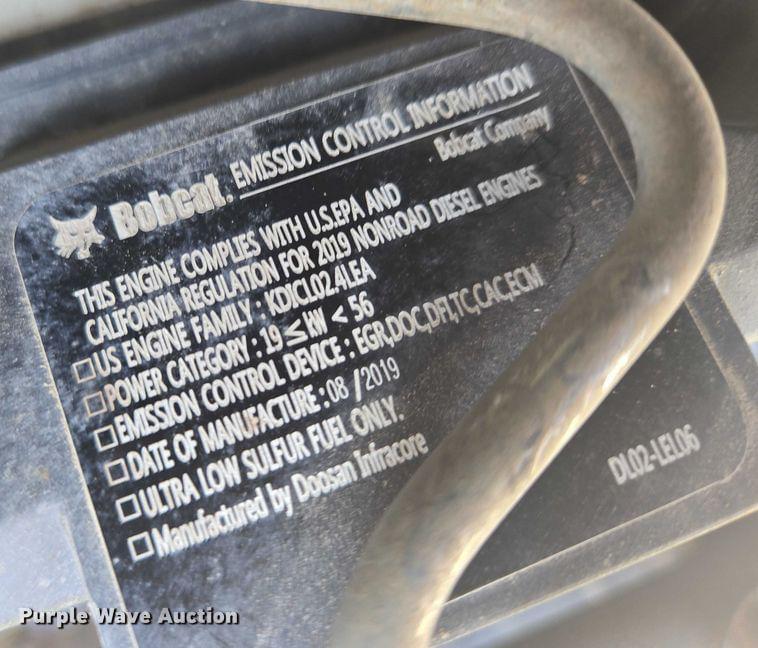 Bobcat. EMISSION CONTROL INFORMATION
Bobcat Company
THIS ENGINE COMPLIES WITH U.S.EPA AND
CALIFORNIA REGULATION FOR 2019 NONROAD DIESEL ENGINES
□US ENGINE FAMILY : KDICL02.4LEA
□POWER CATEGORY : 19 ≤ kW < 56
□EMISSION CONTROL DEVICE : EGR,DOC,DFI,TC,CAC,ECM
□DATE OF MANUFACTURE : 08 / 2019
□ULTRA LOW SULFUR FUEL ONLY.
□Manufactured by Doosan Infracore
DL02-LEL06
Purple Wave Auction